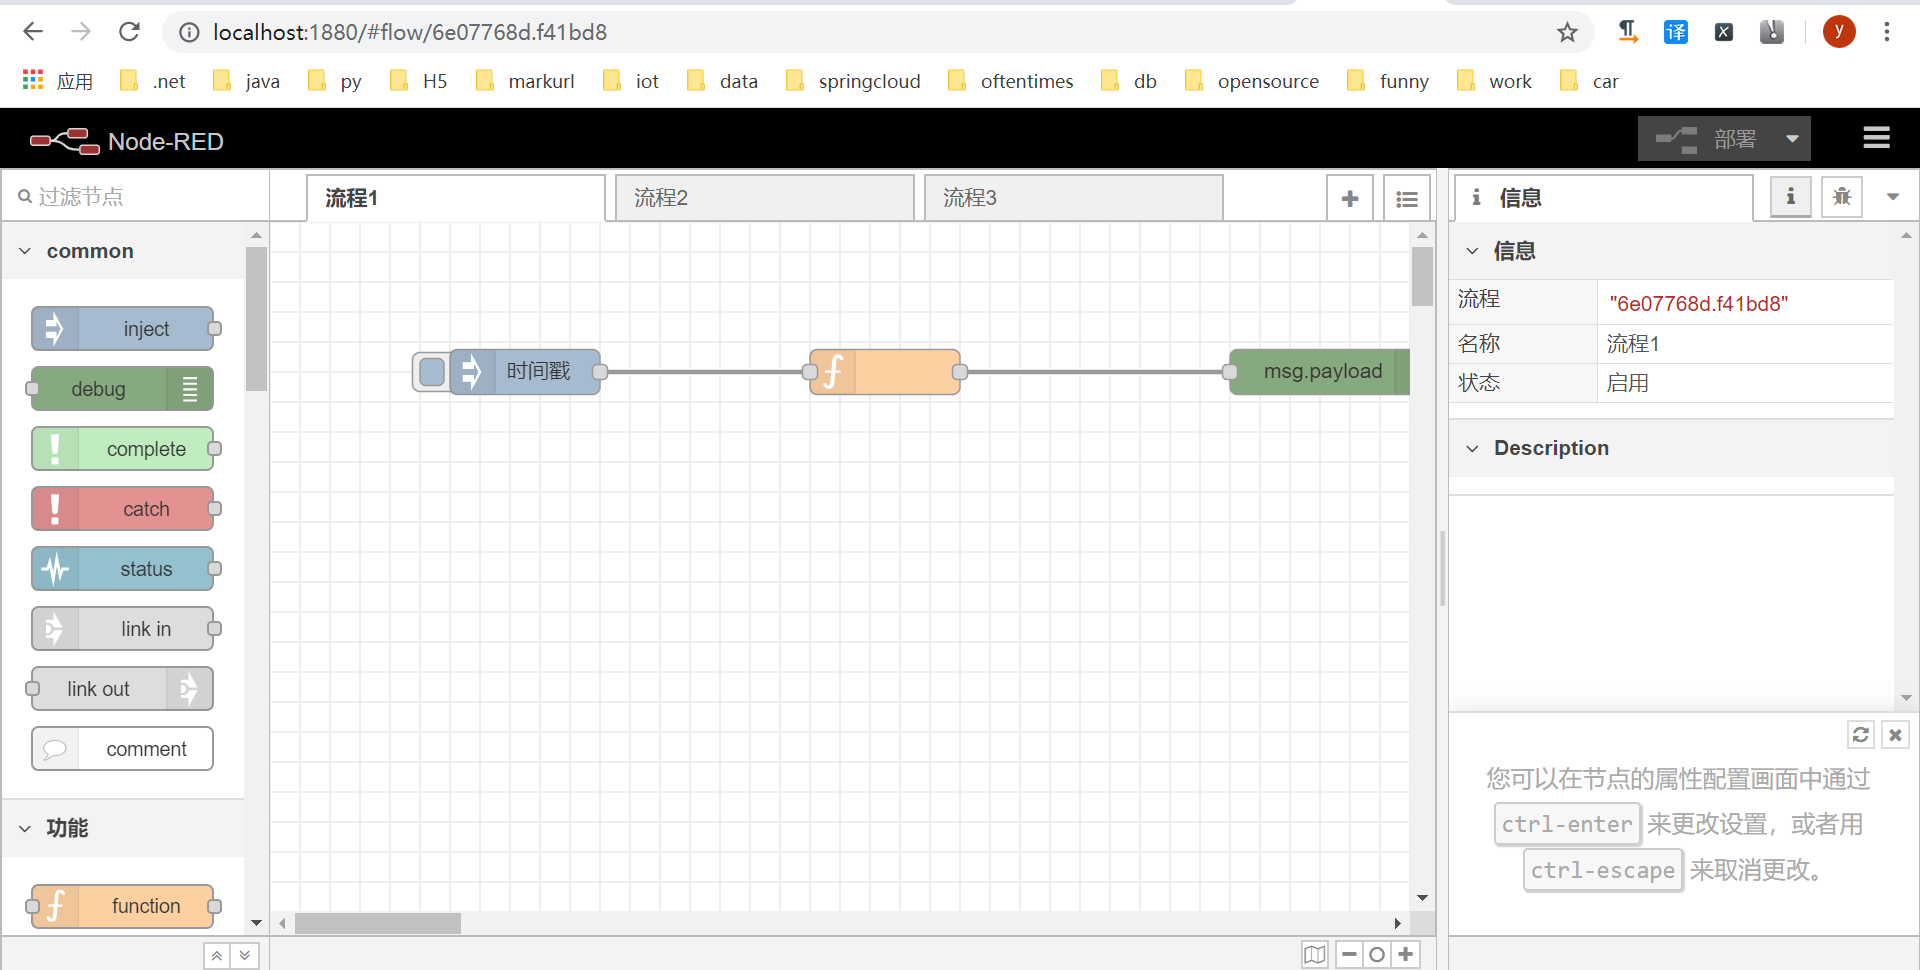 localhost:1880/#flow/6e07768d.f41bd8
y
译
应用 .net java py H5 markurl iot data springcloud oftentimes db opensource funny work car
Node-RED
部署
过滤节点
流程1 流程2 流程3
common
inject
debug
complete
catch
status
link in
link out
comment
功能
function
时间戳
msg.payload
信息
信息
流程 "6e07768d.f41bd8"
名称 流程1
状态 启用
Description
您可以在节点的属性配置画面中通过
ctrl-enter 来更改设置，或者用
ctrl-escape 来取消更改。